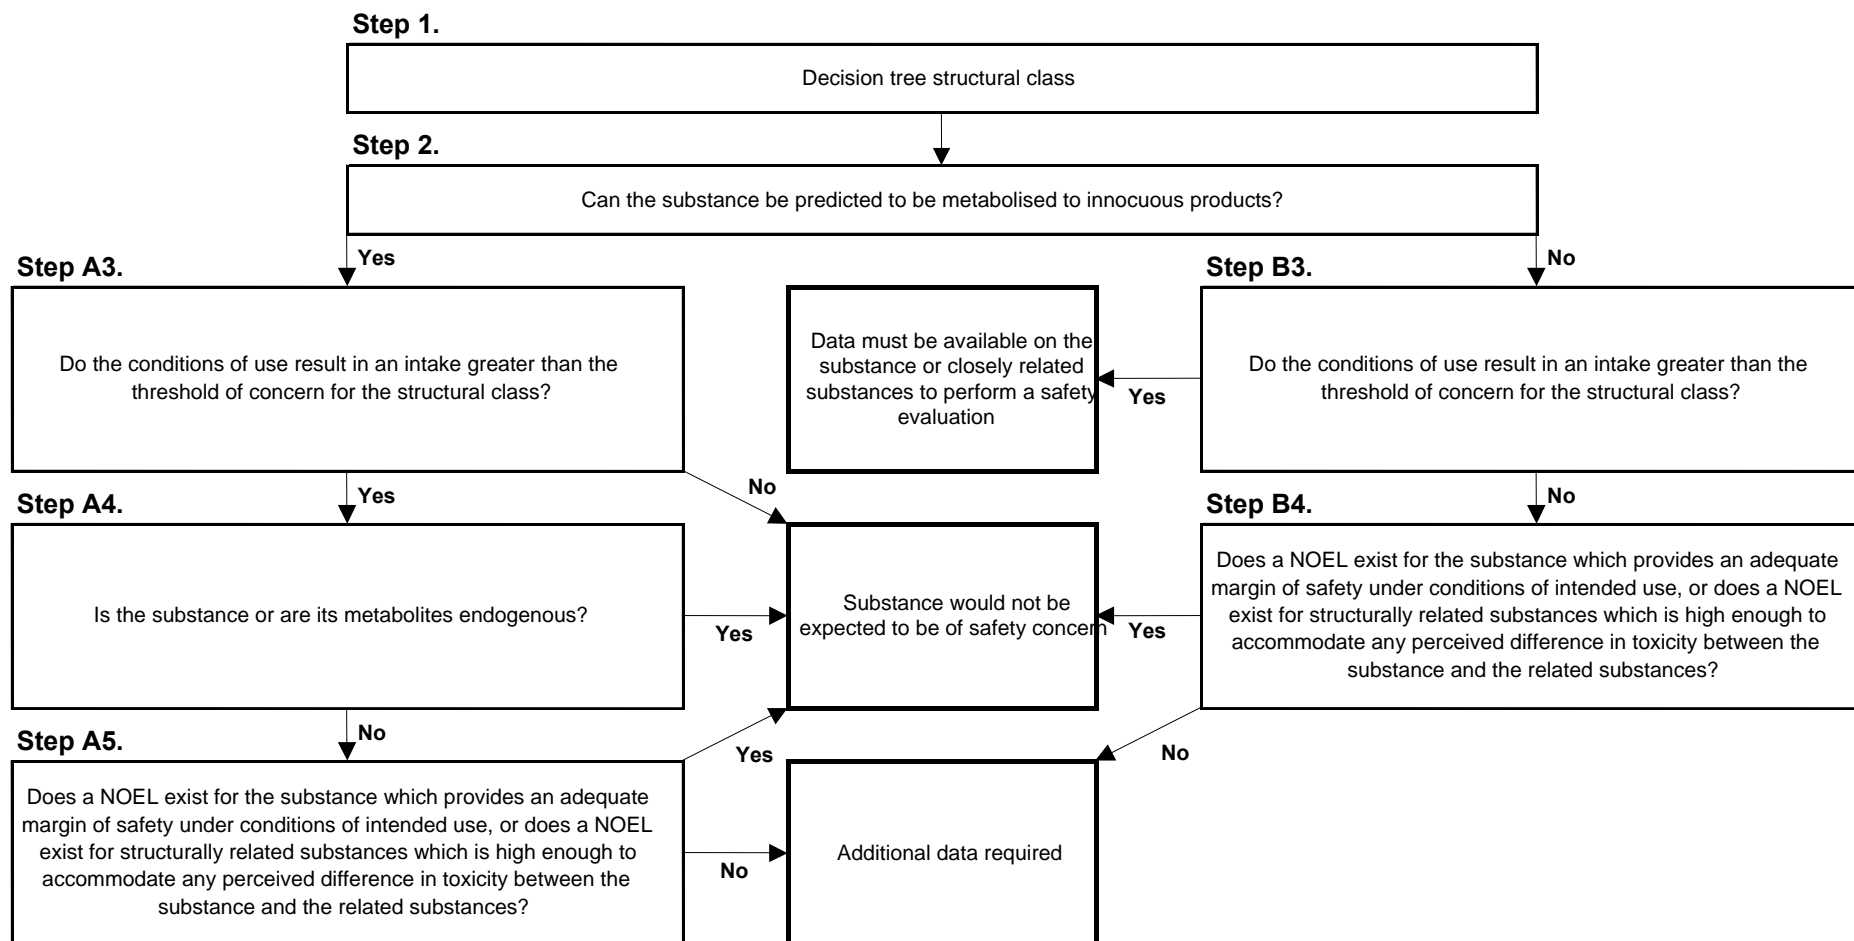 Step 1.
Decision tree structural class
Step 2.
Can the substance be predicted to be metabolised to innocuous products?
Yes
No
Step A3.
Do the conditions of use result in an intake greater than the
threshold of concern for the structural class?
Data must be available on the
substance or closely related
substances to perform a safety
evaluation
Yes
Step B3.
Do the conditions of use result in an intake greater than the
threshold of concern for the structural class?
Yes
No
No
Step A4.
Is the substance or are its metabolites endogenous?
Yes
Substance would not be
expected to be of safety concern
Yes
Step B4.
Does a NOEL exist for the substance which provides an adequate
margin of safety under conditions of intended use, or does a NOEL
exist for structurally related substances which is high enough to
accommodate any perceived difference in toxicity between the
substance and the related substances?
No
Yes
No
Step A5.
Does a NOEL exist for the substance which provides an adequate
margin of safety under conditions of intended use, or does a NOEL
exist for structurally related substances which is high enough to
accommodate any perceived difference in toxicity between the
substance and the related substances?
No
Additional data required